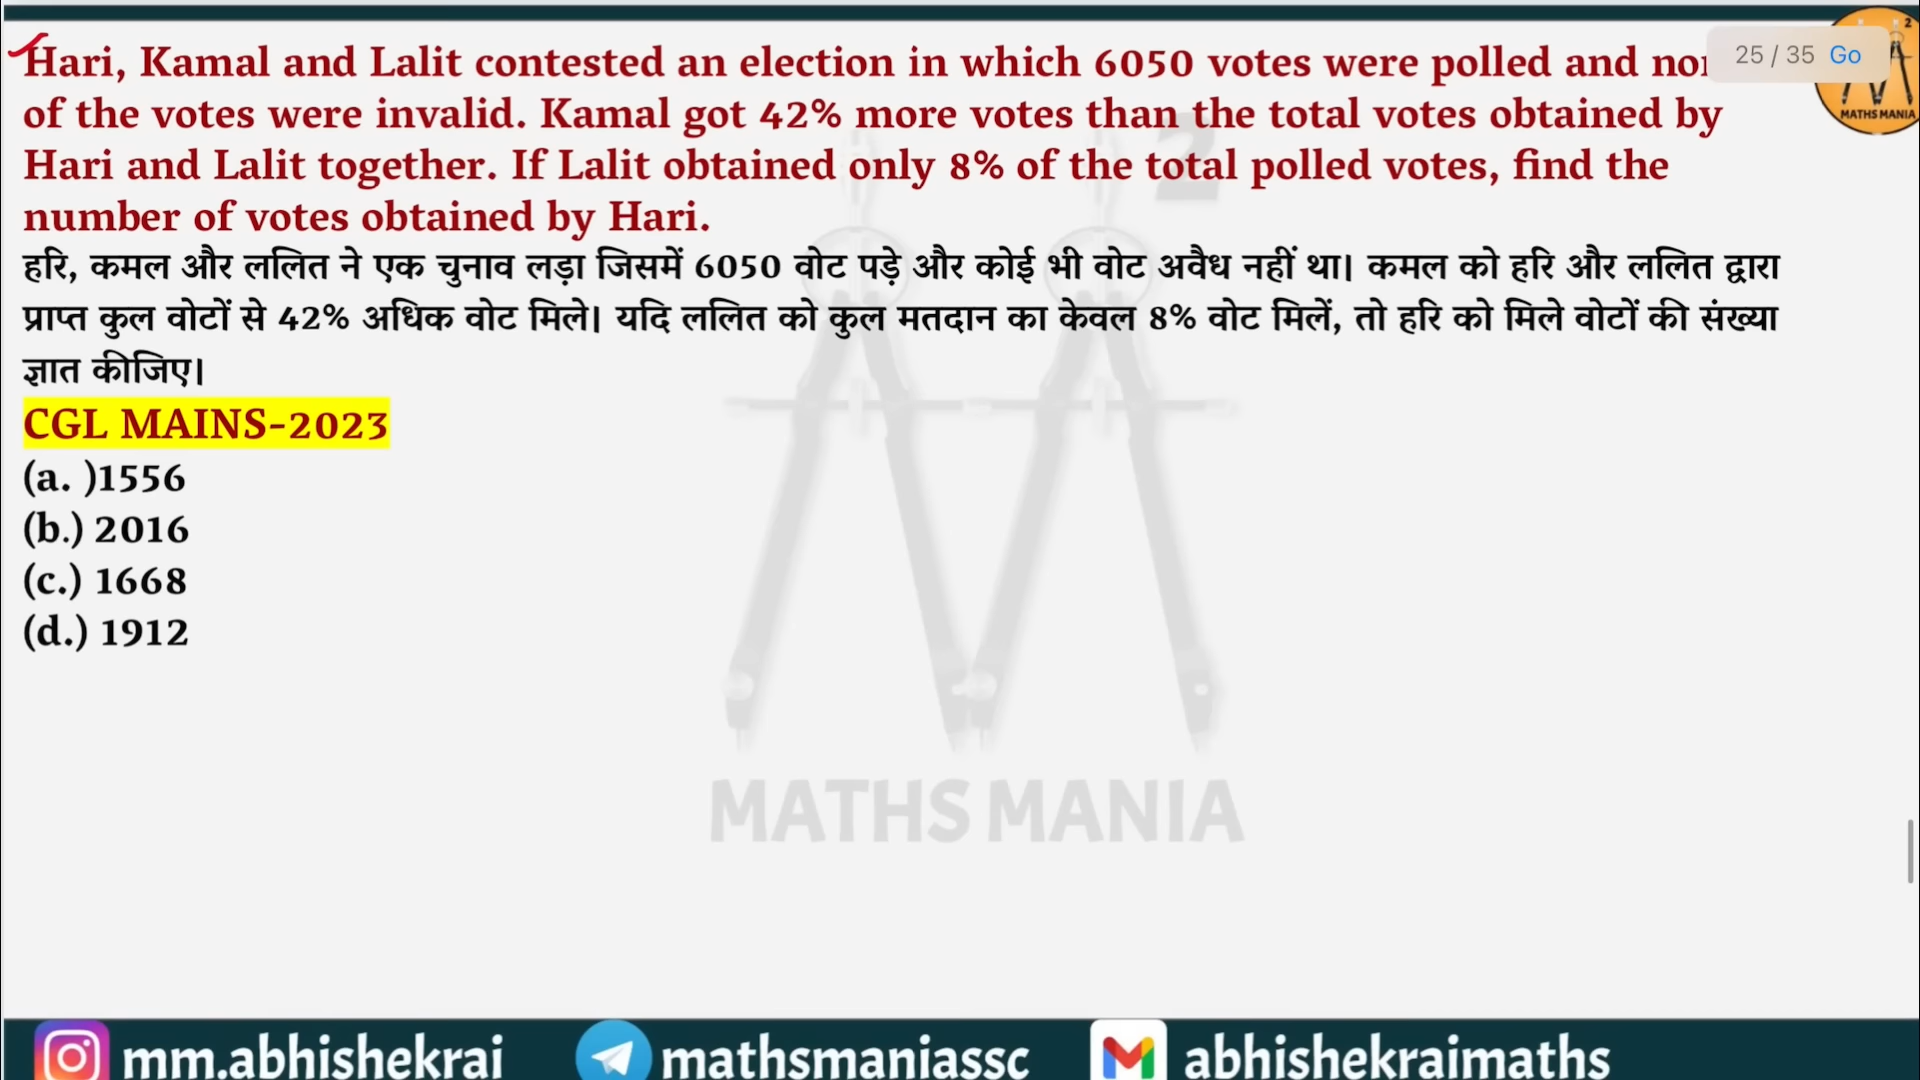 Hari, Kamal and Lalit contested an election in which 6050 votes were polled and
25 / 35 Go
of the votes were invalid. Kamal got 42% more votes than the total votes obtained by
MATHS MANIA
Hari and Lalit together. If Lalit obtained only 8% of the total polled votes, find the
number of votes obtained by Hari.
हरि, कमल और ललित ने एक चुनाव लड़ा जिसमें 6050 वोट पड़े और कोई भी वोट अवैध नहीं था। कमल को हरि और ललित द्वारा
प्राप्त कुल वोटों से 42% अधिक वोट मिले। यदि ललित को कुल मतदान का केवल 8% वोट मिलें, तो हरि को मिले वोटों की संख्या
ज्ञात कीजिए।
CGL MAINS-2023
(a. )1556
(b.) 2016
(c.) 1668
(d.) 1912
2
MATHS MANIA
mm.abhishekrai
mathsmaniassc
abhishekraimaths